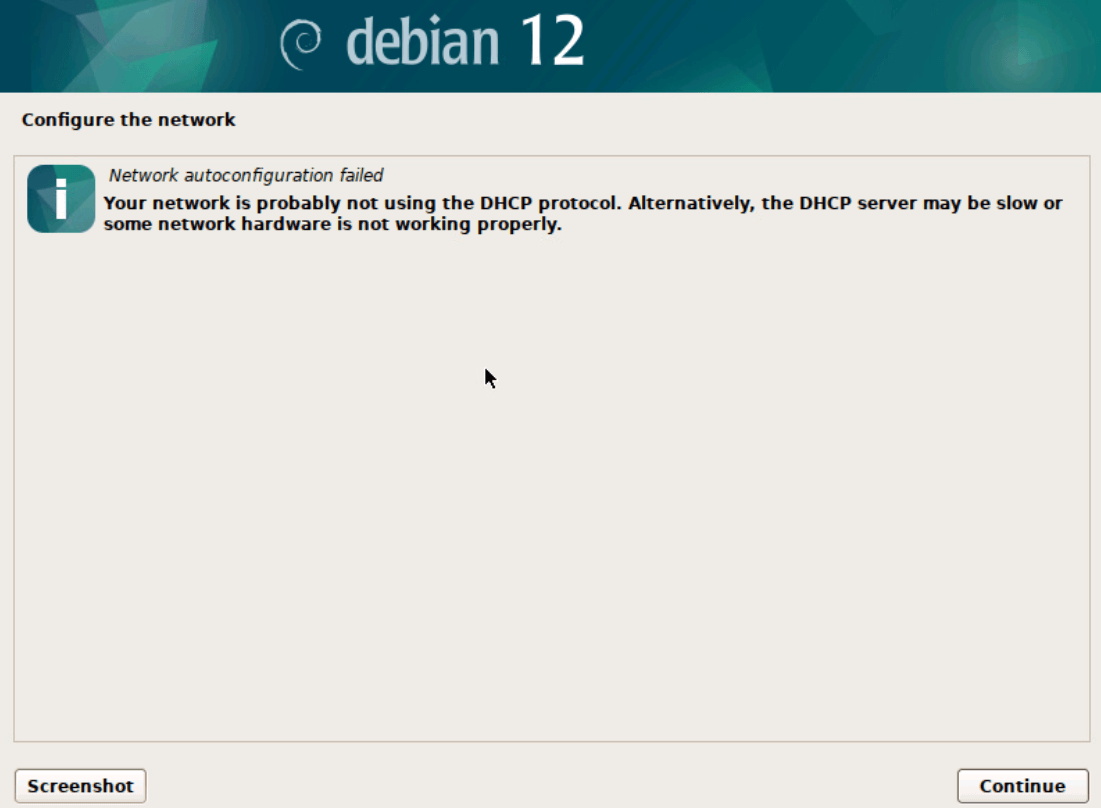 debian 12
Configure the network
Network autoconfiguration failed
Your network is probably not using the DHCP protocol. Alternatively, the DHCP server may be slow or
some network hardware is not working properly.
Screenshot
Continue